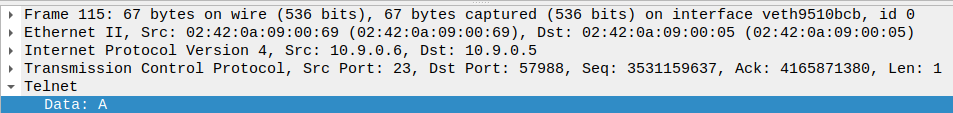 Frame 115: 67 bytes on wire (536 bits), 67 bytes captured (536 bits) on interface veth9510bcb, id 0
Ethernet II, Src: 02:42:0a:09:00:69 (02:42:0a:09:00:69), Dst: 02:42:0a:09:00:05 (02:42:0a:09:00:05)
Internet Protocol Version 4, Src: 10.9.0.6, Dst: 10.9.0.5
Transmission Control Protocol, Src Port: 23, Dst Port: 57988, Seq: 3531159637, Ack: 4165871380, Len: 1
Telnet
Data: A